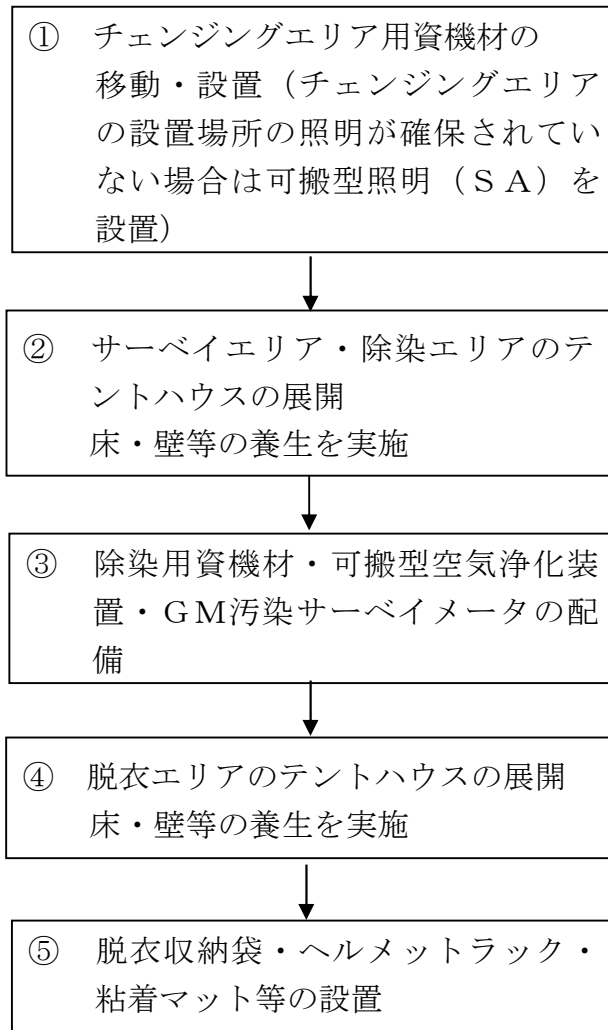 ① チェンジングエリア用資機材の
移動・設置（チェンジングエリア
の設置場所の照明が確保されてい
ない場合は可搬型照明（ＳＡ）を
設置）
② サーベイエリア・除染エリアのテ
ントハウスの展開
床・壁等の養生を実施
③ 除染用資機材・可搬型空気浄化装
置・ＧＭ汚染サーベイメータの配
備
④ 脱衣エリアのテントハウスの展開
床・壁等の養生を実施
⑤ 脱衣収納袋・ヘルメットラック・
粘着マット等の設置